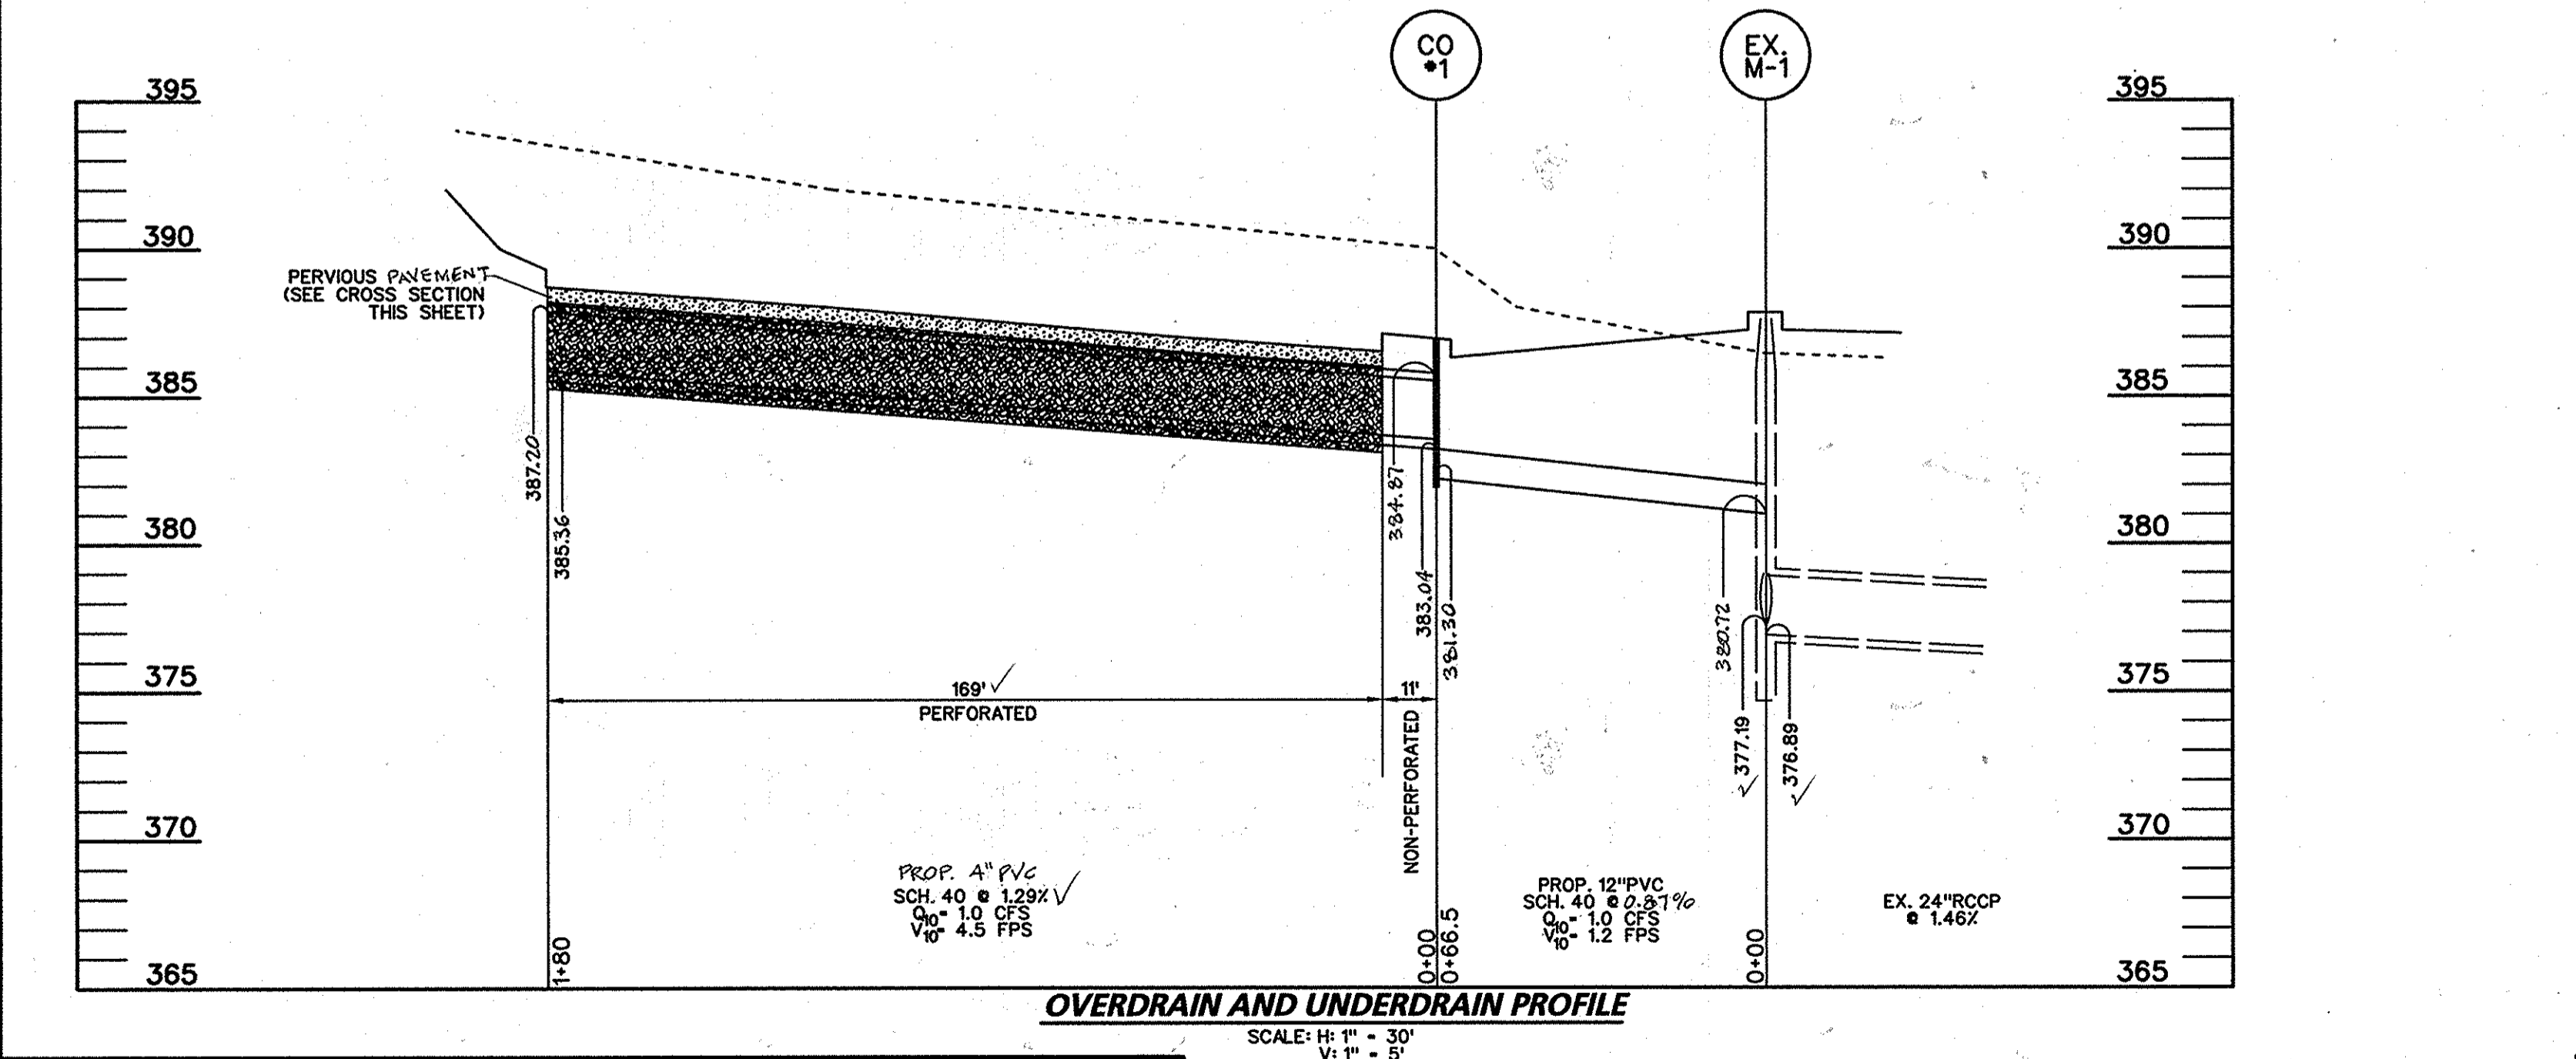 CO
#1
EX.
M-1
395
395
390
390
PERVIOUS PAVEMENT
(SEE CROSS SECTION
THIS SHEET)
385
385
387.20
385.36
384.87
383.04
381.30
380.72
380
380
377.19
376.89
375
375
169'
PERFORATED
11'
NON-PERFORATED
370
370
PROP. 4" PVC
SCH. 40 @ 1.29%
Q10= 1.0 CFS
V10= 4.5 FPS
PROP. 12"PVC
SCH. 40 @ 0.87%
Q10= 1.0 CFS
V10= 1.2 FPS
EX. 24"RCCP
@ 1.46%
1+80
0+00
0+66.5
0+00
365
365
OVERDRAIN AND UNDERDRAIN PROFILE
SCALE: H: 1" = 30'
V: 1" = 5'